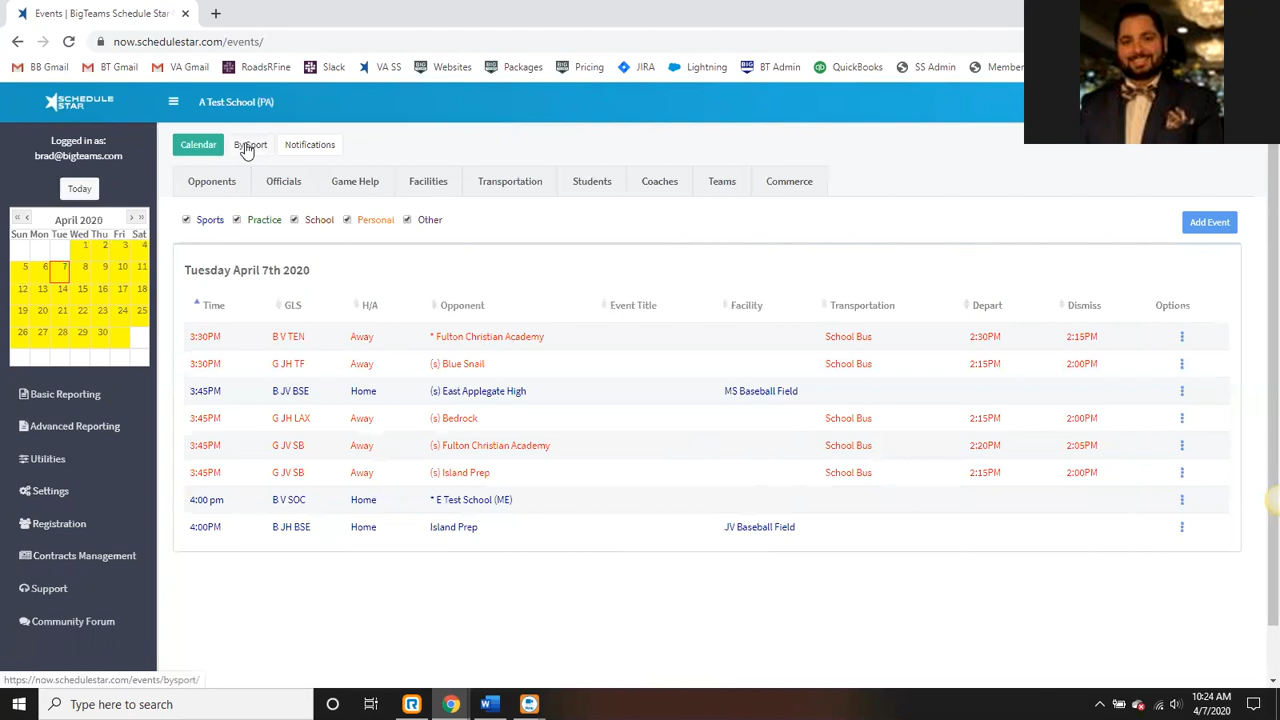 Events | BigTeams Schedule Star
now.schedulestar.com/events/
BB Gmail BT Gmail VA Gmail RoadsRFine Slack VA SS Websites Packages Pricing JIRA Lightning BT Admin QuickBooks SS Admin Member
SCHEDULE STAR A Test School (PA)
Logged in as:
brad@bigteams.com
Today
April 2020
Sun Mon Tue Wed Thu Fri Sat
1 2 3 4
5 6 7 8 9 10 11
12 13 14 15 16 17 18
19 20 21 22 23 24 25
26 27 28 29 30
Basic Reporting
Advanced Reporting
Utilities
Settings
Registration
Contracts Management
Support
Community Forum
Calendar By Sport Notifications
Opponents Officials Game Help Facilities Transportation Students Coaches Teams Commerce
Sports Practice School Personal Other Add Event
Tuesday April 7th 2020
Time GLS H/A Opponent Event Title Facility Transportation Depart Dismiss Options
3:30PM B V TEN Away * Fulton Christian Academy School Bus 2:30PM 2:15PM
3:30PM G JH TF Away (s) Blue Snail School Bus 2:15PM 2:00PM
3:45PM B JV BSE Home (s) East Applegate High MS Baseball Field
3:45PM G JH LAX Away (s) Bedrock School Bus 2:15PM 2:00PM
3:45PM G JV SB Away (s) Fulton Christian Academy School Bus 2:20PM 2:05PM
3:45PM G JV SB Away (s) Island Prep School Bus 2:15PM 2:00PM
4:00 pm B V SOC Home * E Test School (ME)
4:00PM B JH BSE Home Island Prep JV Baseball Field
https://now.schedulestar.com/events/bysport/
Type here to search
10:24 AM
4/7/2020